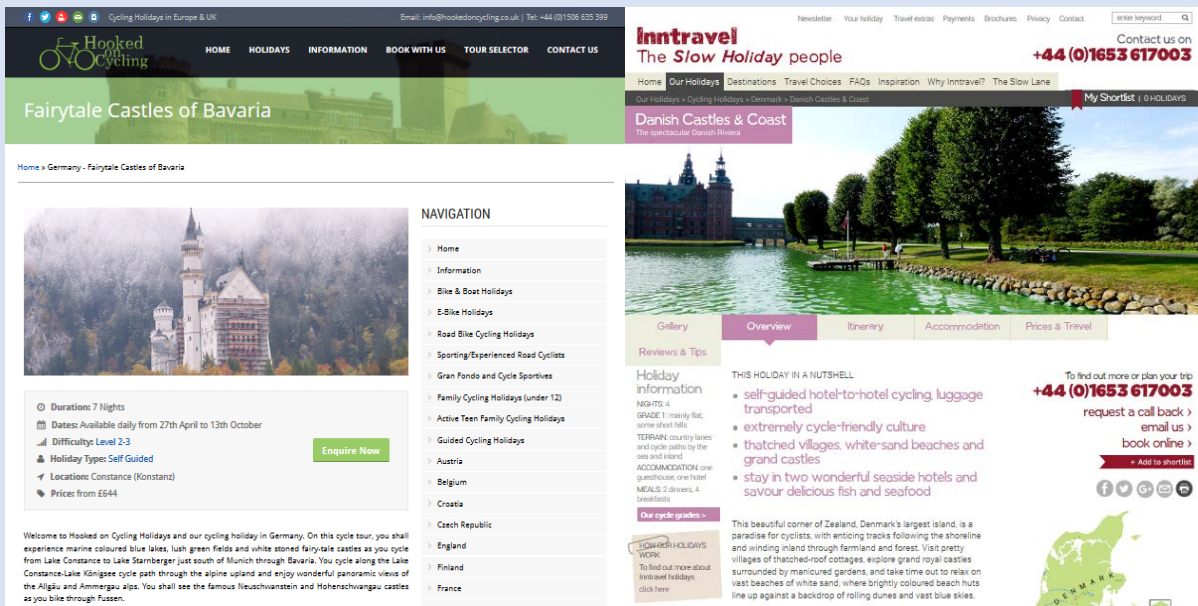 Cycling Holidays in Europe & UK
Email: info@hookedoncycling.co.uk | Tel: +44 (0)1506 635 399
Hooked
on
Cycling
HOME HOLIDAYS INFORMATION BOOK WITH US TOUR SELECTOR CONTACT US
Fairytale Castles of Bavaria
Home » Germany - Fairytale Castles of Bavaria
Duration: 7 Nights
Dates: Available daily from 27th April to 13th October
Difficulty: Level 2-3
Holiday Type: Self Guided
Location: Constance (Konstanz)
Price: from £644
Enquire Now
Welcome to Hooked on Cycling Holidays and our cycling holiday in Germany. On this cycle tour, you shall
experience marine coloured blue lakes, lush green fields and white stoned fairy-tale castles as you cycle
from Lake Constance to Lake Starnberger just south of Munich through Bavaria. You cycle along the Lake
Constance-Lake Königsee cycle path through the alpine upland and enjoy wonderful panoramic views of
the Allgäu and Ammergau alps. You shall see the famous Neuschwanstein and Hohenschwangau castles
as you bike through Fussen.
NAVIGATION
Home
Information
Bike & Boat Holidays
E-Bike Holidays
Road Bike Cycling Holidays
Sporting/Experienced Road Cyclists
Gran Fondo and Cycle Sportives
Family Cycling Holidays (under 12)
Active Teen Family Cycling Holidays
Guided Cycling Holidays
Austria
Belgium
Croatia
Czech Republic
England
Finland
France
Newsletter Your holiday Travel extras Payments Brochures Privacy Contact
enter keyword
Inntravel
The Slow Holiday people
Contact us on
+44 (0)1653 617003
Home Our Holidays Destinations Travel Choices FAQs Inspiration Why Inntravel? The Slow Lane
Our Holidays > Cycling Holidays > Denmark > Danish Castles & Coast
My Shortlist | 0 HOLIDAYS
Danish Castles & Coast
The spectacular Danish Riviera
Gallery Overview Itinerary Accommodation Prices & Travel
Reviews & Tips
Holiday
information
NIGHTS: 4
GRADE 1: mainly flat;
some short hills
TERRAIN: country lanes
and cycle paths by the
sea and inland
ACCOMMODATION: one
guesthouse; one hotel
MEALS: 2 dinners, 4
breakfasts
Our cycle grades >
HOW OUR HOLIDAYS
WORK
To find out more about
Inntravel holidays
click here
THIS HOLIDAY IN A NUTSHELL
self-guided hotel-to-hotel cycling, luggage
transported
extremely cycle-friendly culture
thatched villages, white-sand beaches and
grand castles
stay in two wonderful seaside hotels and
savour delicious fish and seafood
This beautiful corner of Zealand, Denmark's largest island, is a
paradise for cyclists, with enticing tracks following the shoreline
and winding inland through farmland and forest. Visit pretty
villages of thatched-roof cottages, explore grand royal castles
surrounded by manicured gardens, and take time out to relax on
vast beaches of white sand, where brightly coloured beach huts
line up against a backdrop of rolling dunes and vast blue skies.
To find out more or plan your trip
+44 (0)1653 617003
request a call back >
email us >
book online >
+ Add to shortlist
DENMARK